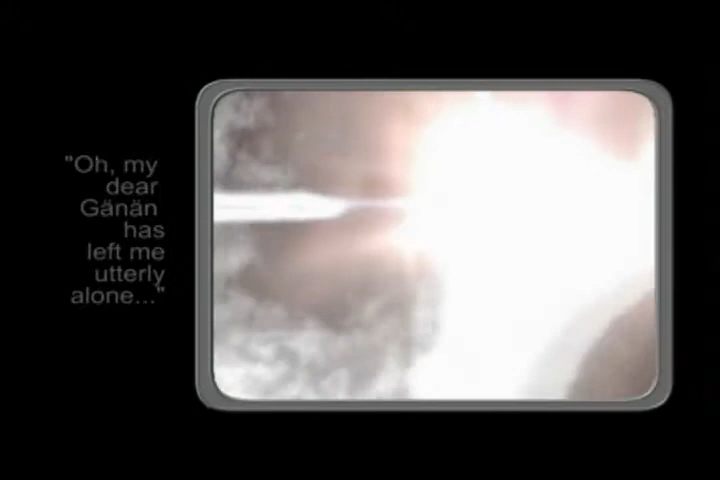 "Oh, my
dear
Gänän
has
left me
utterly
alone..."